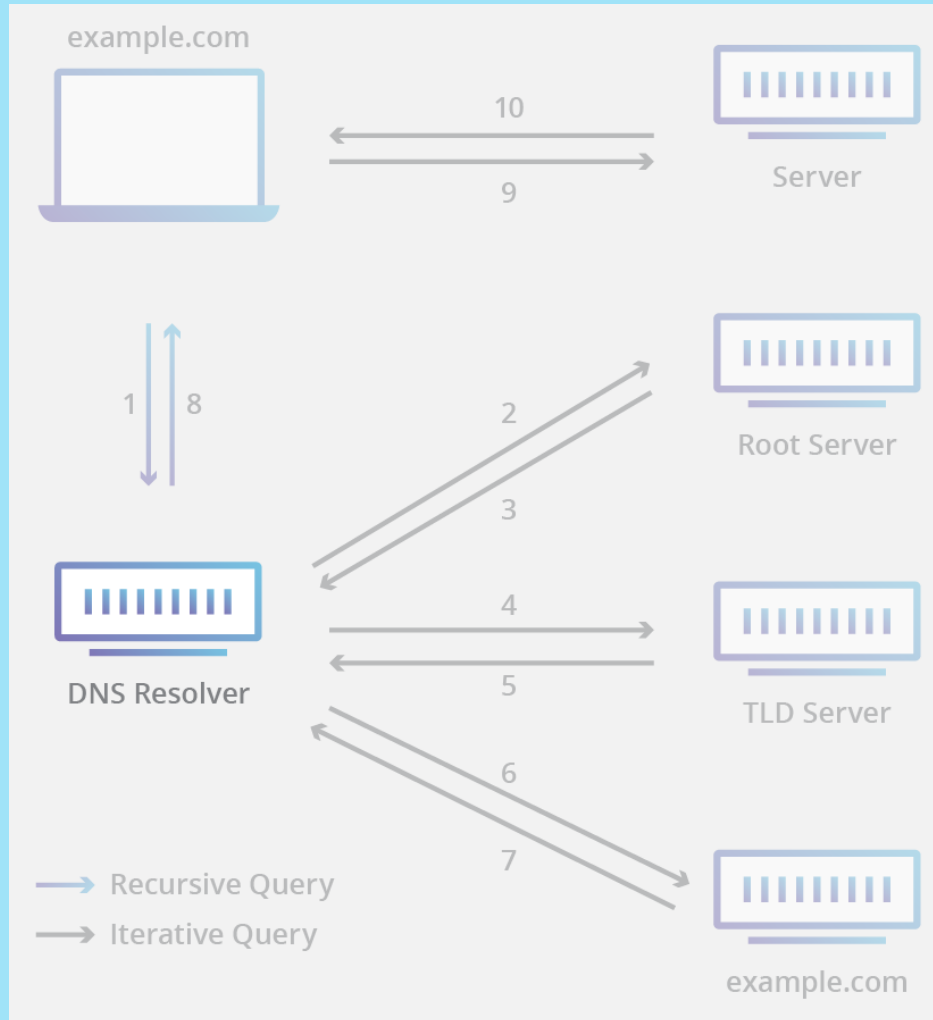 example.com
10
9
Server
1
8
2
3
Root Server
DNS Resolver
4
5
TLD Server
6
7
Recursive Query
Iterative Query
example.com